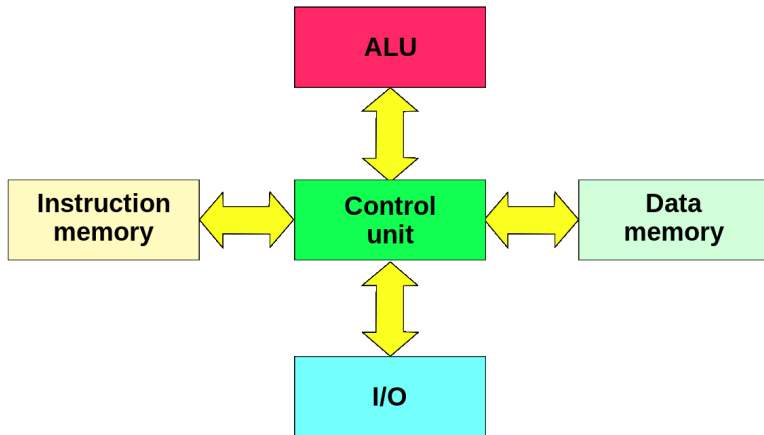 ALU
Instruction
memory
Control
unit
Data
memory
I/O